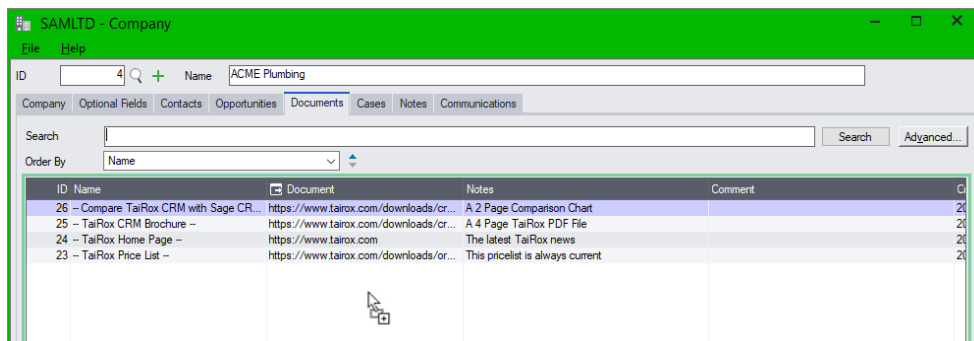 SAMLTD - Company
File Help
ID 4 Name ACME Plumbing
Company Optional Fields Contacts Opportunities Documents Cases Notes Communications
Search Search Advanced...
Order By Name
ID Name Document Notes Comment
26 -- Compare TaiRox CRM with Sage CR... https://www.tairox.com/downloads/cr... A 2 Page Comparison Chart 20
25 -- TaiRox CRM Brochure -- https://www.tairox.com/downloads/cr... A 4 Page TaiRox PDF File 20
24 -- TaiRox Home Page -- https://www.tairox.com The latest TaiRox news 20
23 -- TaiRox Price List -- https://www.tairox.com/downloads/or... This pricelist is always current 20